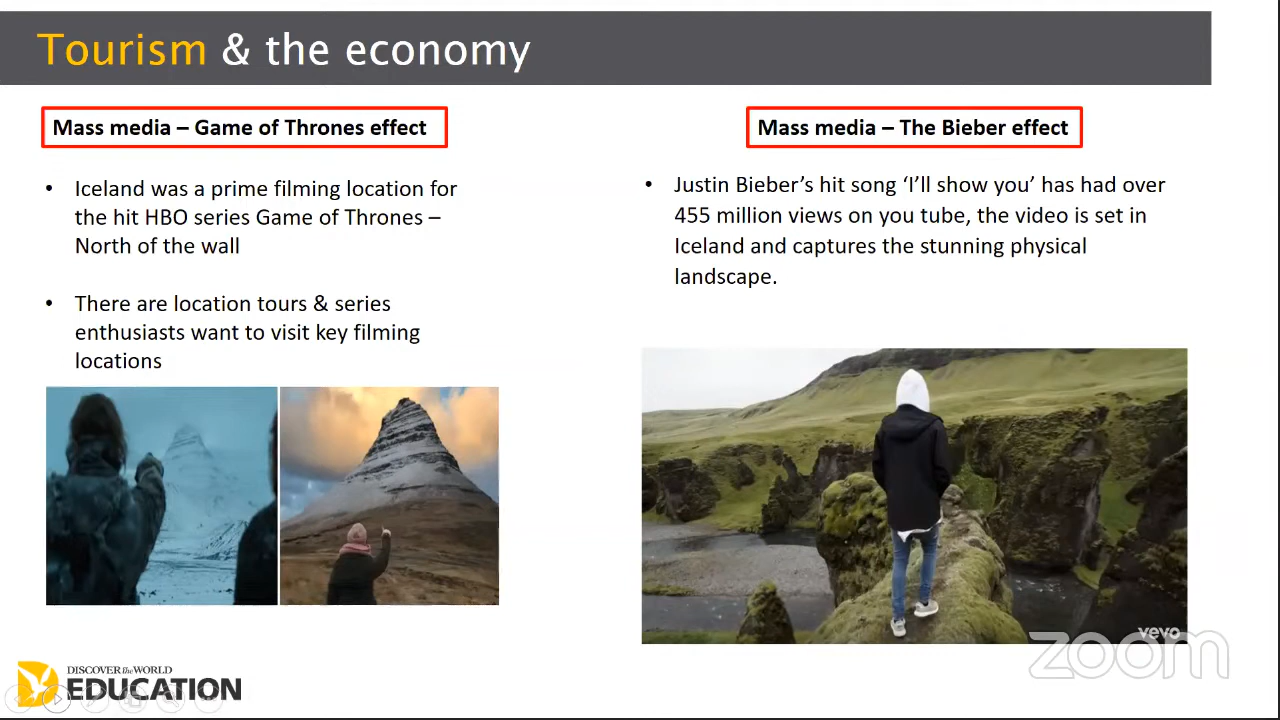 Tourism & the economy
Mass media – Game of Thrones effect
• Iceland was a prime filming location for
the hit HBO series Game of Thrones –
North of the wall
• There are location tours & series
enthusiasts want to visit key filming
locations
Mass media – The Bieber effect
• Justin Bieber’s hit song ‘I’ll show you’ has had over
455 million views on you tube, the video is set in
Iceland and captures the stunning physical
landscape.
vevo
zoom
DISCOVER the WORLD
EDUCATION